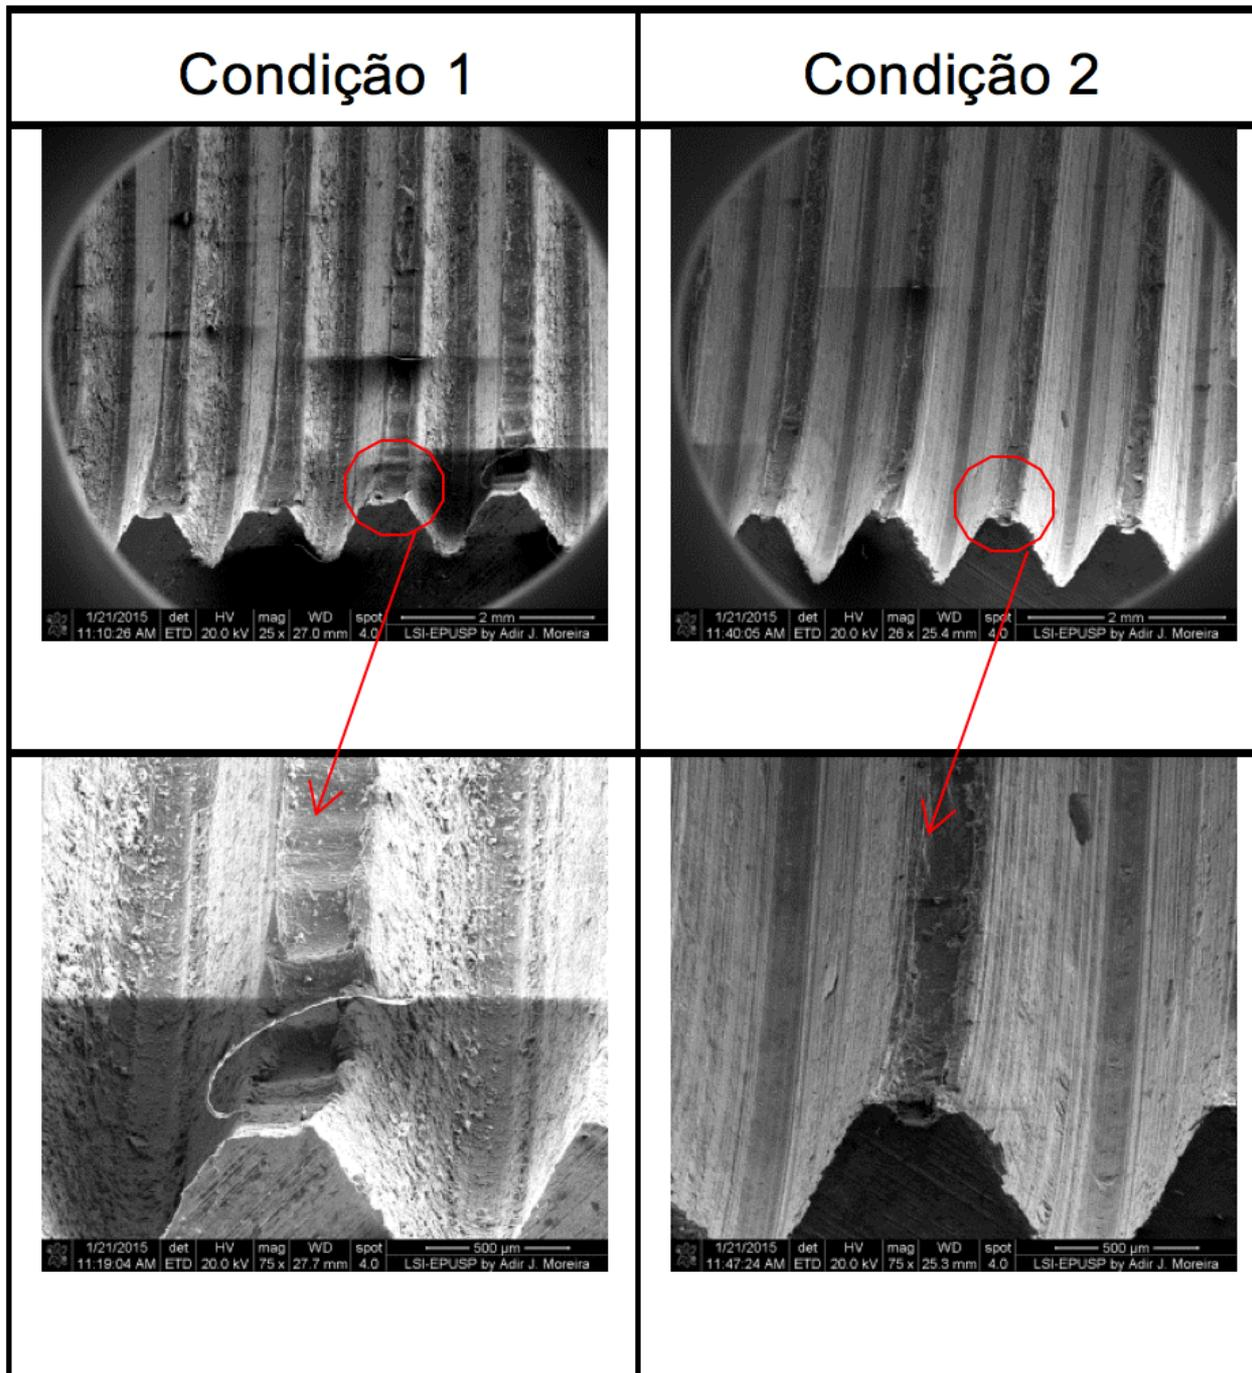 Condição 1
Condição 2
1/21/2015 det HV mag WD spot 2 mm
11:10:26 AM ETD 20.0 kV 25 x 27.0 mm 4.0 LSI-EPUSP by Adir J. Moreira
1/21/2015 det HV mag WD spot 2 mm
11:40:05 AM ETD 20.0 kV 26 x 25.4 mm 4.0 LSI-EPUSP by Adir J. Moreira
1/21/2015 det HV mag WD spot 500 µm
11:19:04 AM ETD 20.0 kV 75 x 27.7 mm 4.0 LSI-EPUSP by Adir J. Moreira
1/21/2015 det HV mag WD spot 500 µm
11:47:24 AM ETD 20.0 kV 75 x 25.3 mm 4.0 LSI-EPUSP by Adir J. Moreira